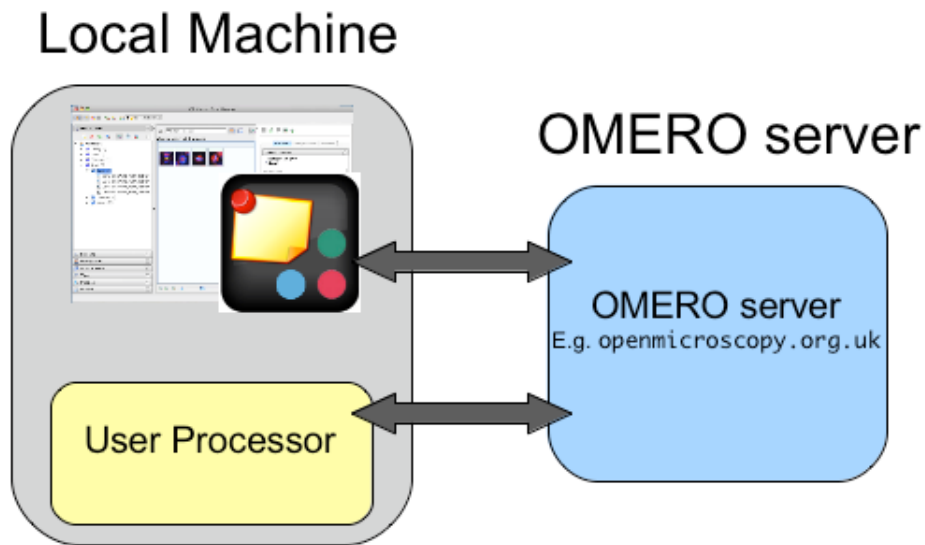 Local Machine
OMERO server
OMERO server
E.g. openmicroscopy.org.uk
User Processor